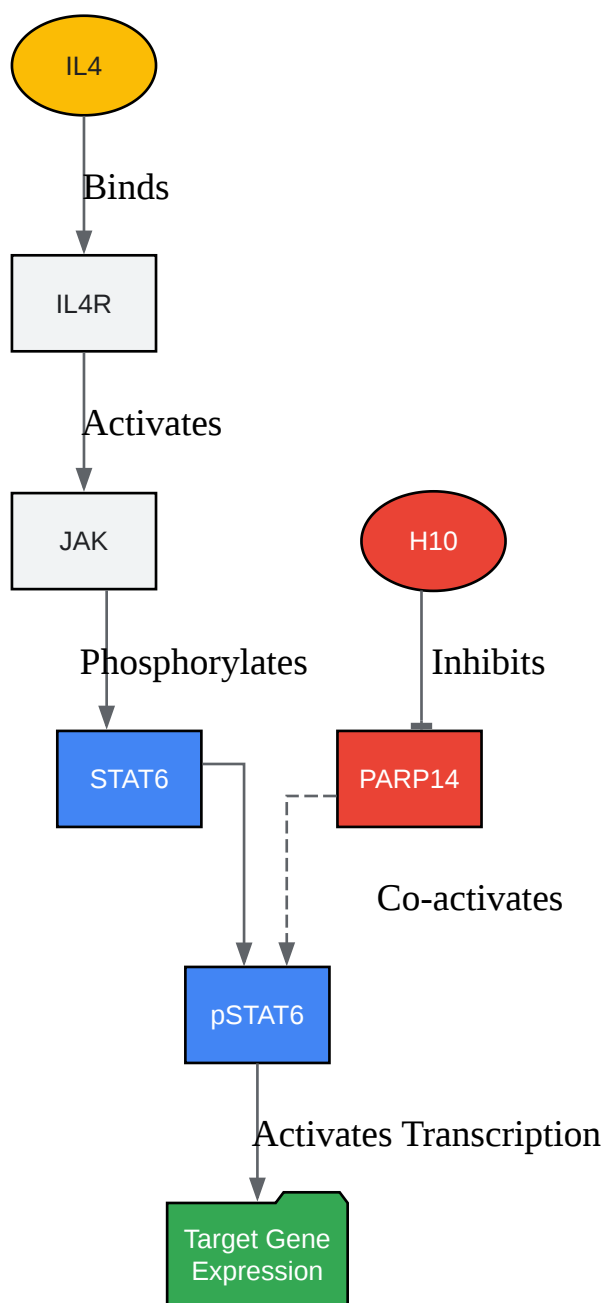 IL4
Binds
IL4R
Activates
JAK
H10
Phosphorylates
Inhibits
STAT6
PARP14
Co-activates
pSTAT6
Activates Transcription
Target Gene
Expression